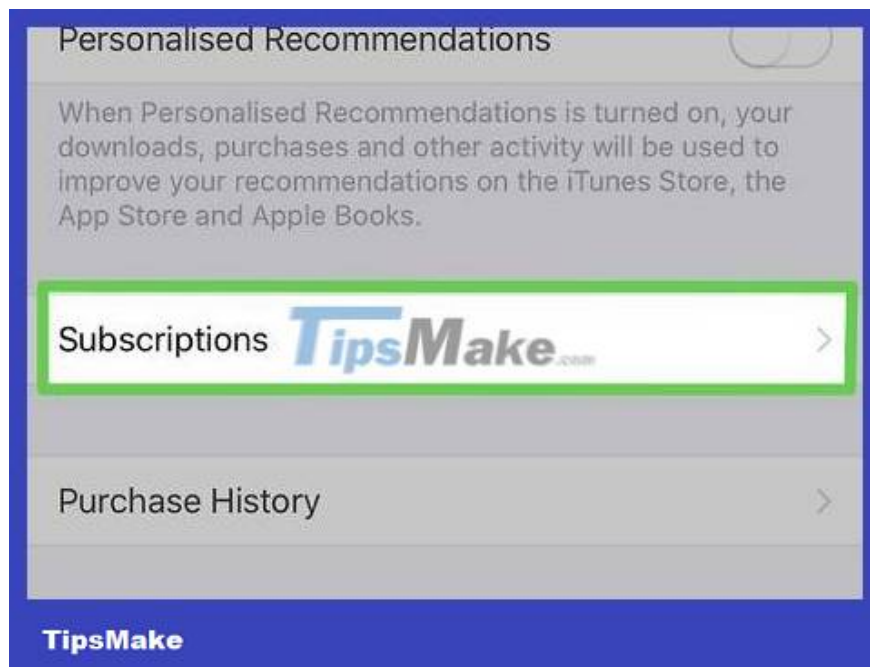 Personalised Recommendations
When Personalised Recommendations is turned on, your
downloads, purchases and other activity will be used to
improve your recommendations on the iTunes Store, the
App Store and Apple Books.
Subscriptions TipsMake.com
Purchase History
TipsMake